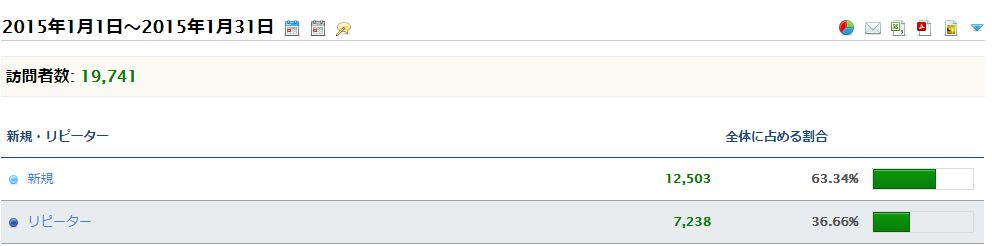 2015年1月1日～2015年1月31日
訪問者数: 19,741
新規・リピーター 全体に占める割合
新規 12,503 63.34%
リピーター 7,238 36.66%